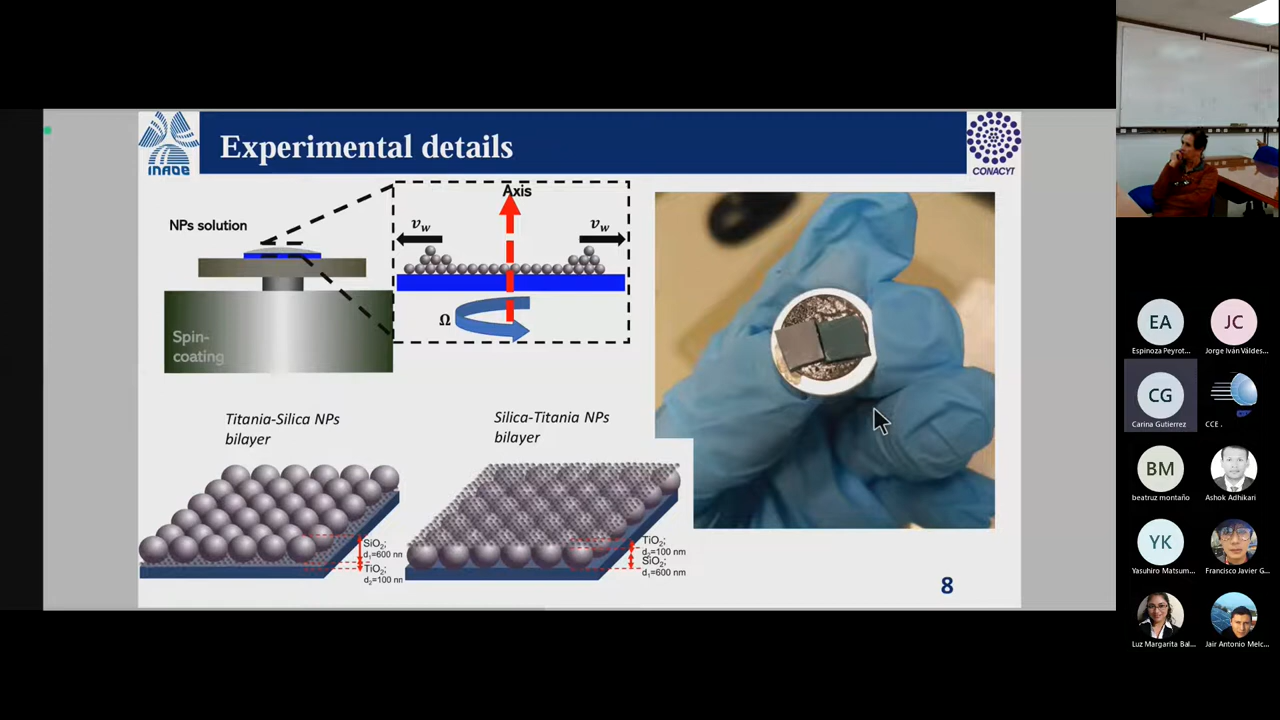 INAOE
Experimental details
CONACYT
NPs solution
Axis
vw
vw
Ω
Spin-
coating
Titania-Silica NPs
bilayer
Silica-Titania NPs
bilayer
SiO2;
d1=600 nm
TiO2;
d2=100 nm
TiO2;
d2=100 nm
SiO2;
d1=600 nm
8
EA
Espinoza Peyrot...
JC
Jorge Iván Váldes...
CG
Carina Gutierrez
CCE .
BM
beatruz montaño
Ashok Adhikari
YK
Yasuhiro Matsum...
Francisco Javier G...
Luz Margarita Bal...
Jair Antonio Melc...